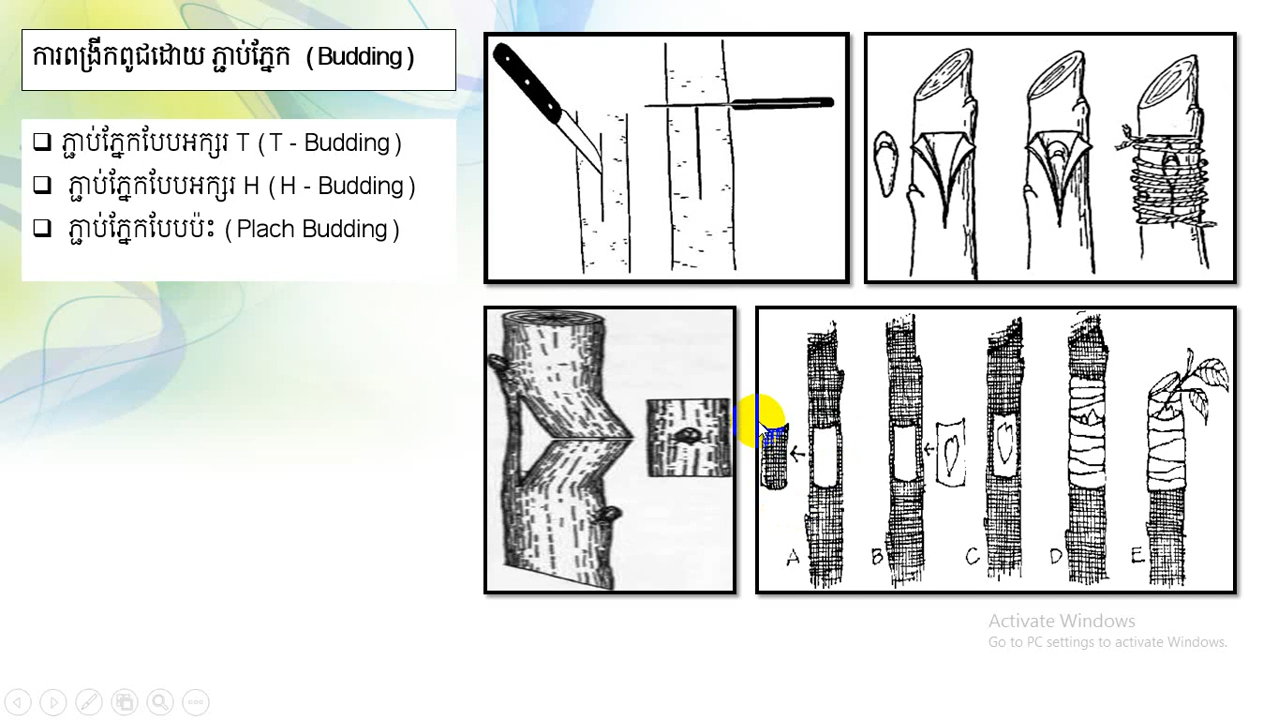 ការពង្រីកពូជដោយ ភ្ជាប់ភ្នែក (Budding)
❑ ភ្ជាប់ភ្នែកបែបអក្សរ T (T - Budding)
❑ ភ្ជាប់ភ្នែកបែបអក្សរ H (H - Budding)
❑ ភ្ជាប់ភ្នែកបែបប៉ះ (Plach Budding)
A B C D E
Activate Windows
Go to PC settings to activate Windows.